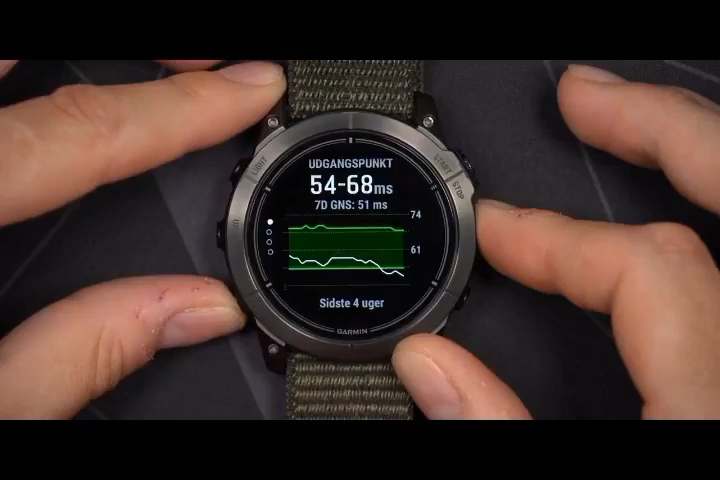 LIGHT
START
STOP
UDGANGSPUNKT
54-68ms
7D GNS: 51 ms
74
61
Sidste 4 uger
GARMIN